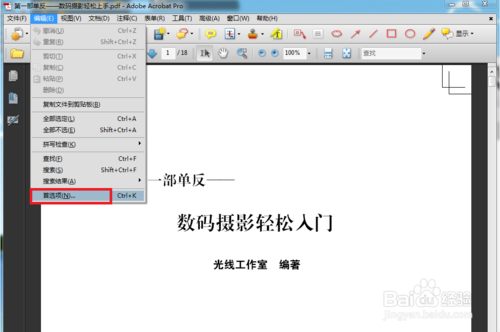 第一部单反——数码摄影轻松上手.pdf - Adobe Acrobat Pro
文件(F) 编辑(E) 视图(V) 文档(D) 注释(C) 表单(R) 工具(T) 高级(A) 窗口(W) 帮助(H)
撤消(U) Ctrl+Z
重复(R) Shift+Ctrl+Z
显示
剪切(T) Ctrl+X
1 / 18 100% 查找
复制(C) Ctrl+C
粘贴(P) Ctrl+V
删除(D)
复制文件到剪贴板(B)
全部选定(L) Ctrl+A
全部不选(E) Shift+Ctrl+A
拼写检查(K)
查找(F) Ctrl+F
搜索(S) Shift+Ctrl+F
搜索结果(A)
一部单反——
首选项(N)... Ctrl+K
数码摄影轻松入门
光线工作室 编著
Baidu 经验
jingyan.baidu.com